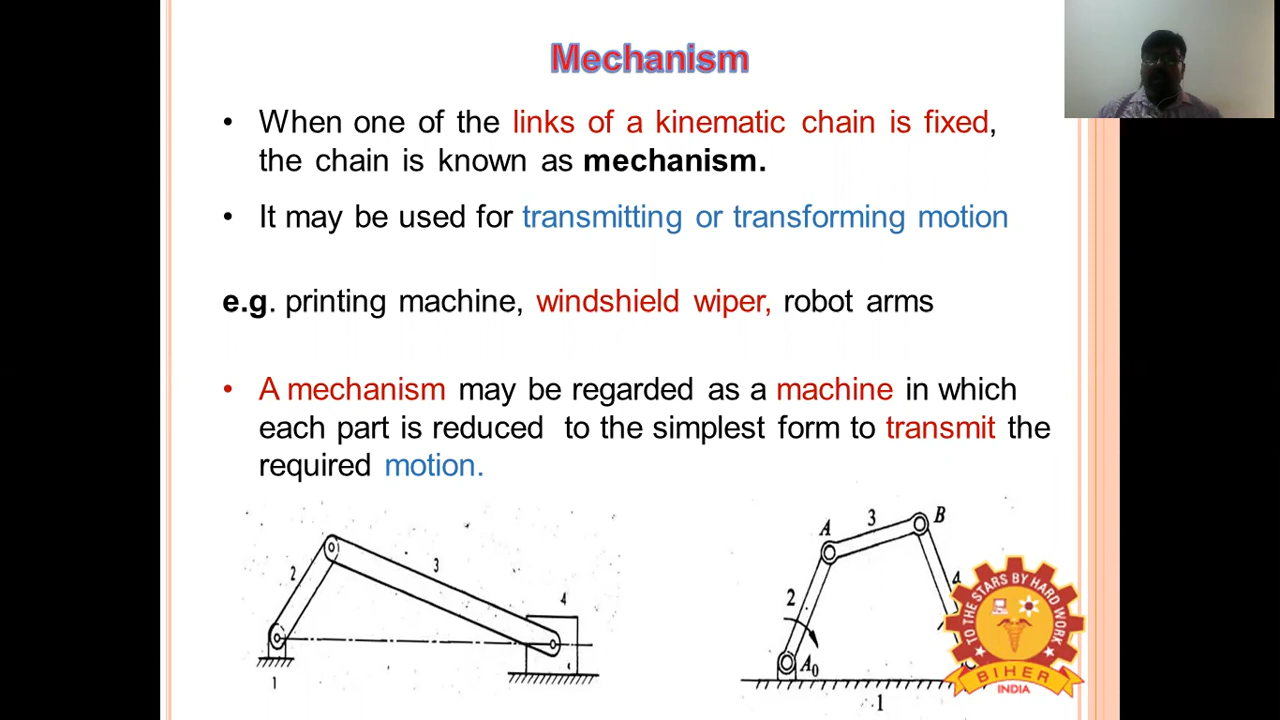 Mechanism
• When one of the links of a kinematic chain is fixed,
the chain is known as mechanism.
• It may be used for transmitting or transforming motion
e.g. printing machine, windshield wiper, robot arms
• A mechanism may be regarded as a machine in which
each part is reduced to the simplest form to transmit the
required motion.
2
3
4
1
A
3
B
2
4
A0
1
TO THE STARS BY HARD WORK
BIHER
INDIA